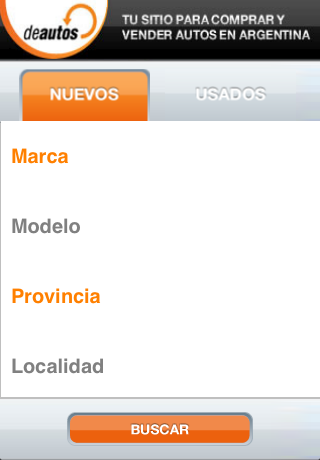 deautos
TU SITIO PARA COMPRAR Y
VENDER AUTOS EN ARGENTINA
NUEVOS
USADOS
Marca
Modelo
Provincia
Localidad
BUSCAR